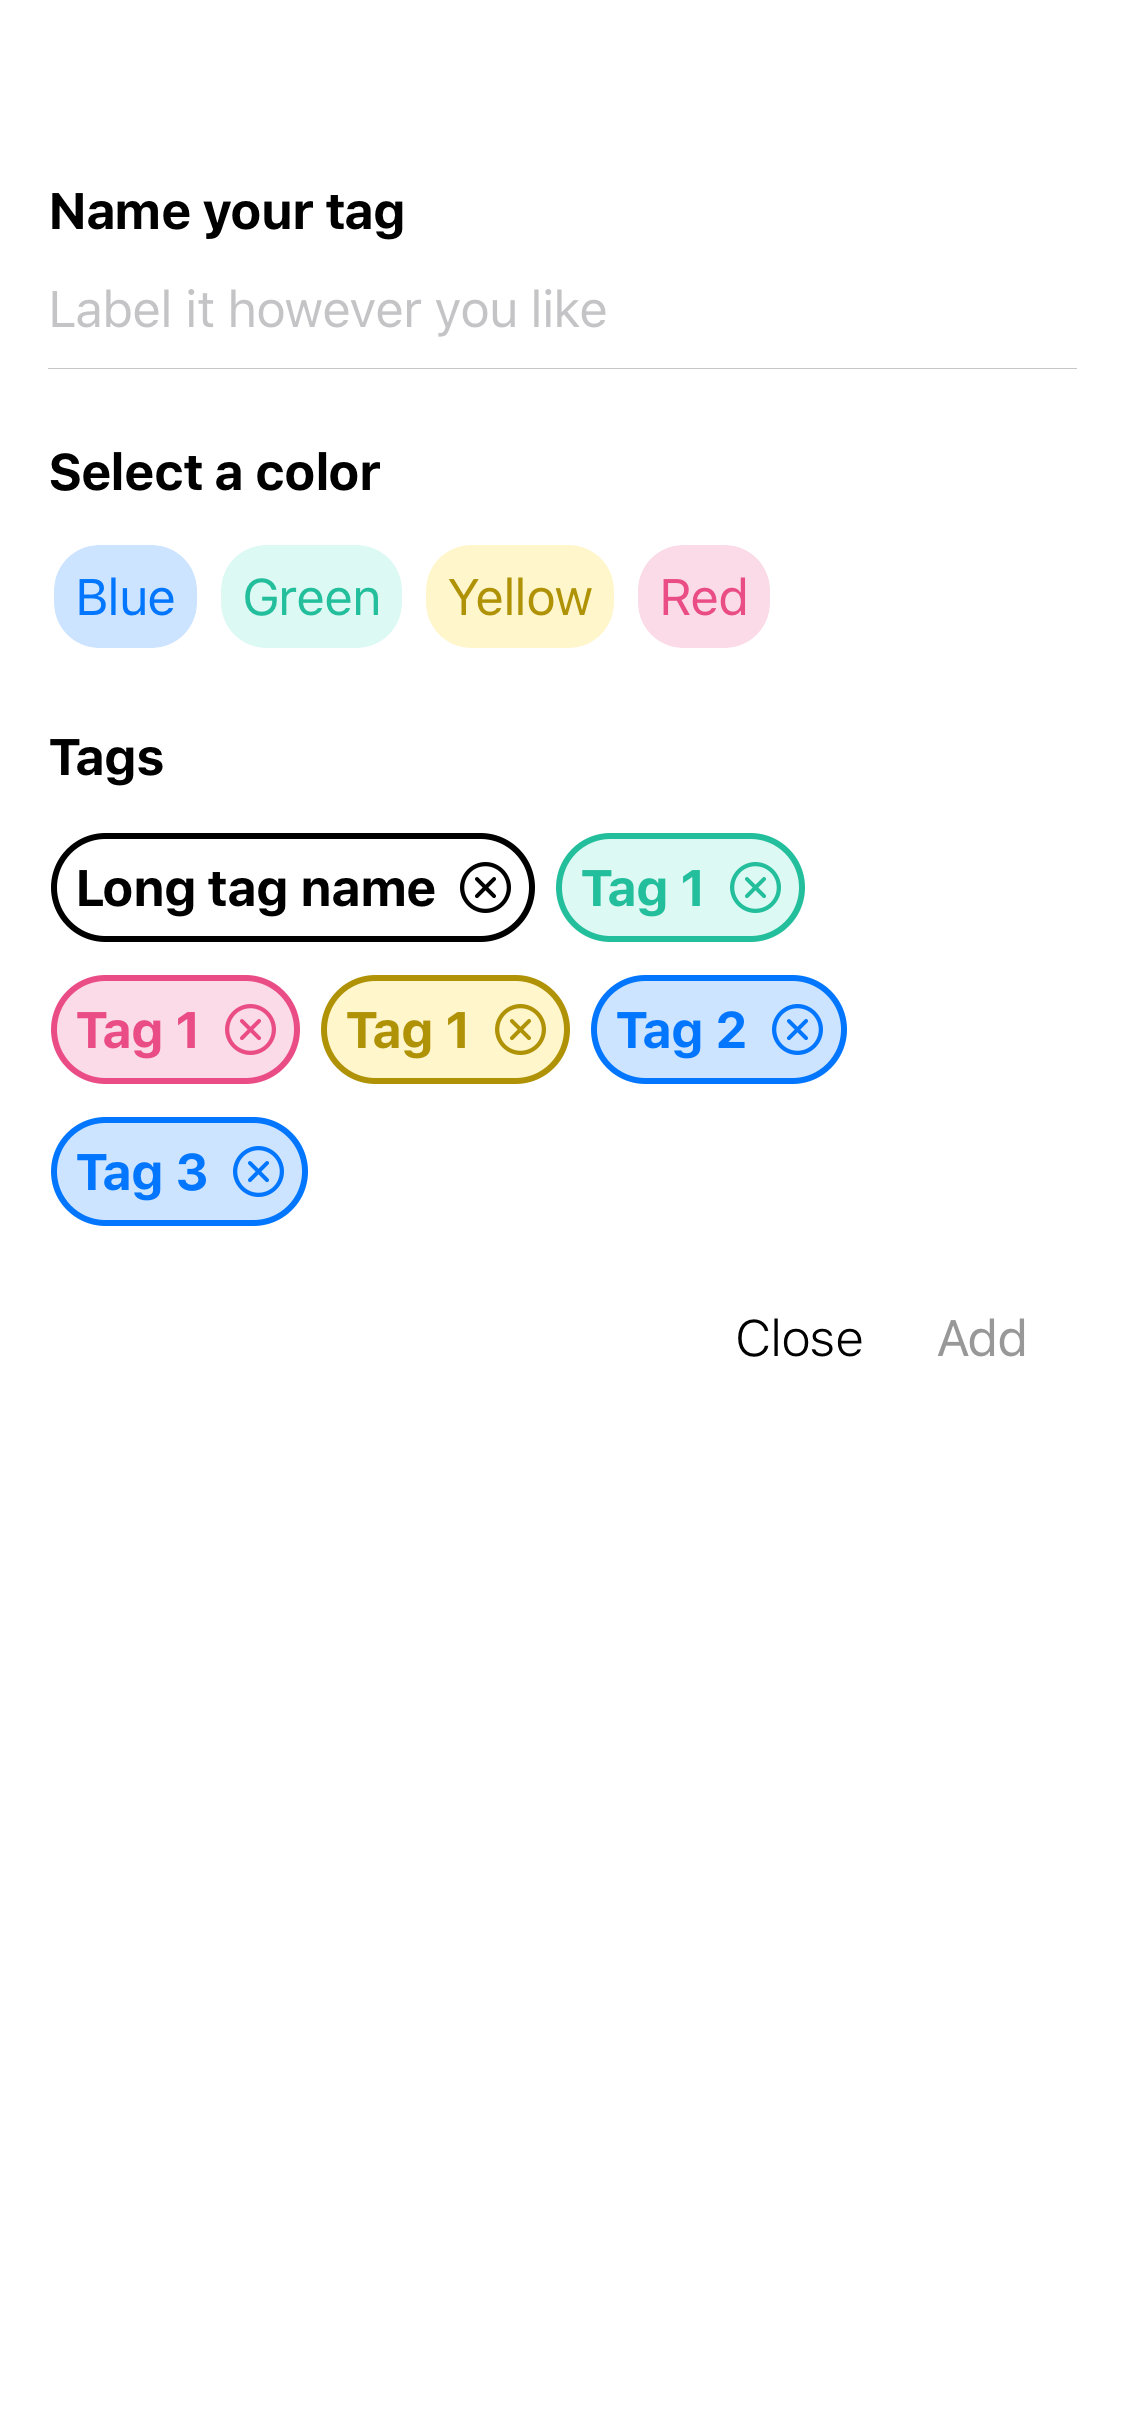 Name your tag
Label it however you like
Select a color
Blue Green Yellow Red
Tags
Long tag name Tag 1
Tag 1 Tag 1 Tag 2
Tag 3
Close Add